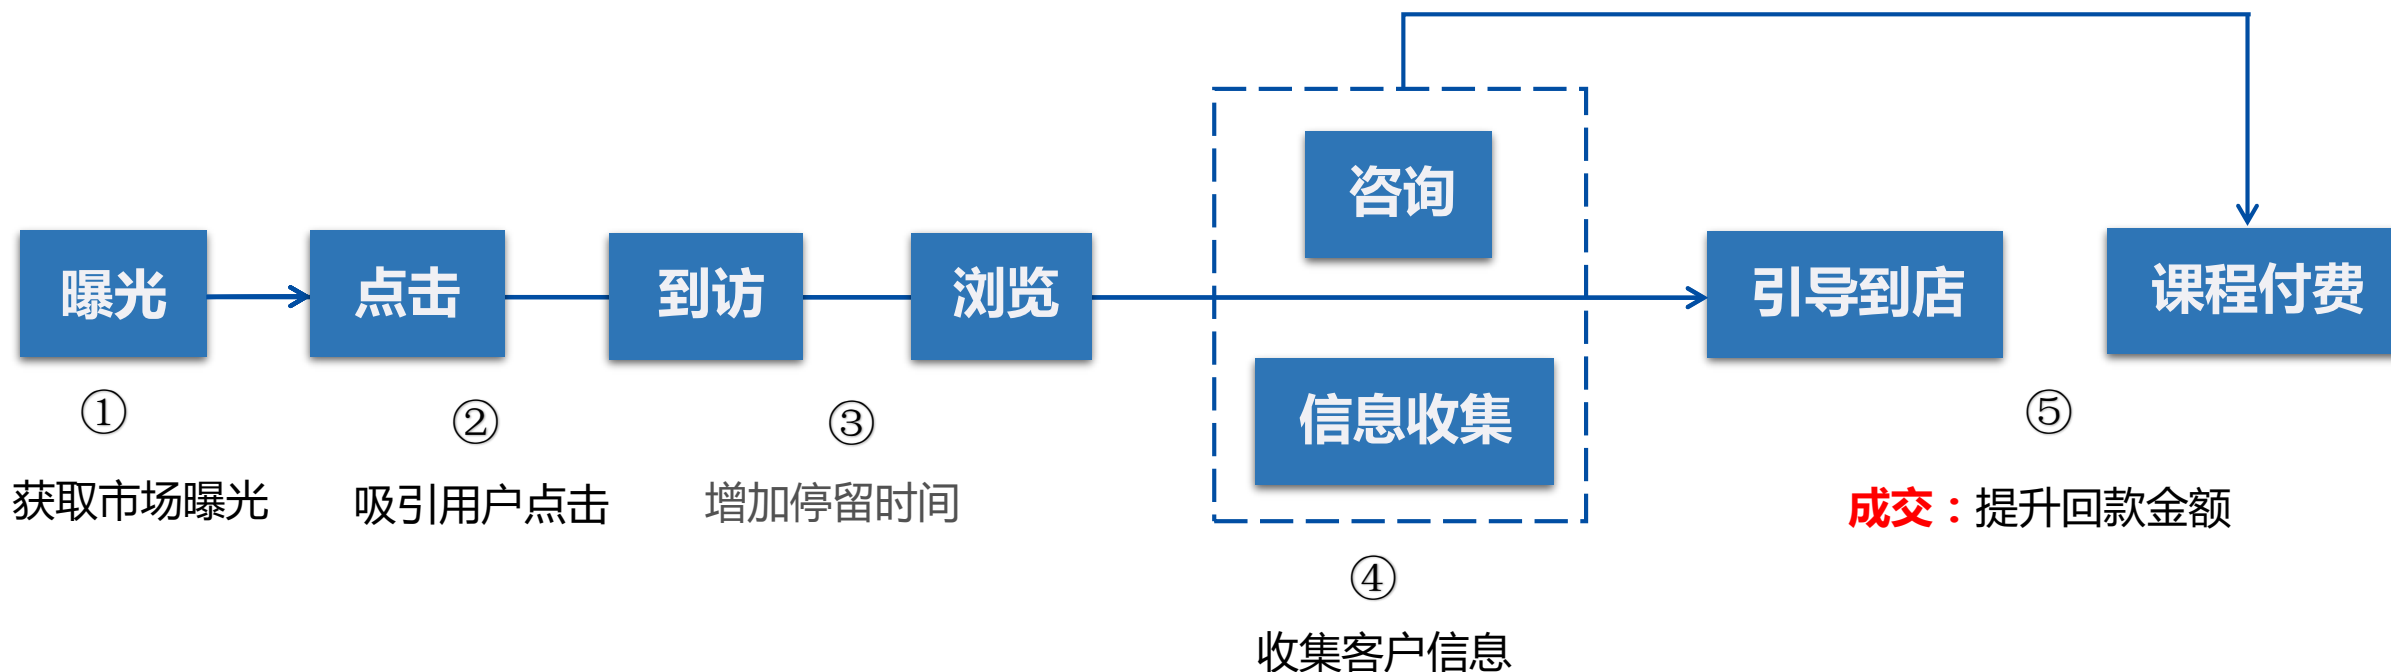 曝光
点击
到访
浏览
咨询
信息收集
引导到店
课程付费
①
获取市场曝光
②
吸引用户点击
③
增加停留时间
④
收集客户信息
⑤
成交：提升回款金额